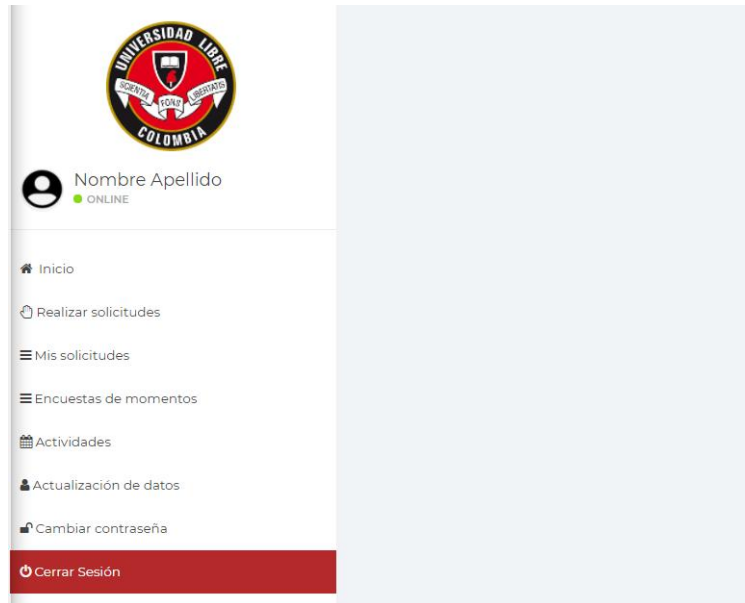 UNIVERSIDAD LIBRE
SCIENTIA FONS LIBERTATIS
COLOMBIA
Nombre Apellido
ONLINE
Inicio
Realizar solicitudes
Mis solicitudes
Encuestas de momentos
Actividades
Actualización de datos
Cambiar contraseña
Cerrar Sesión